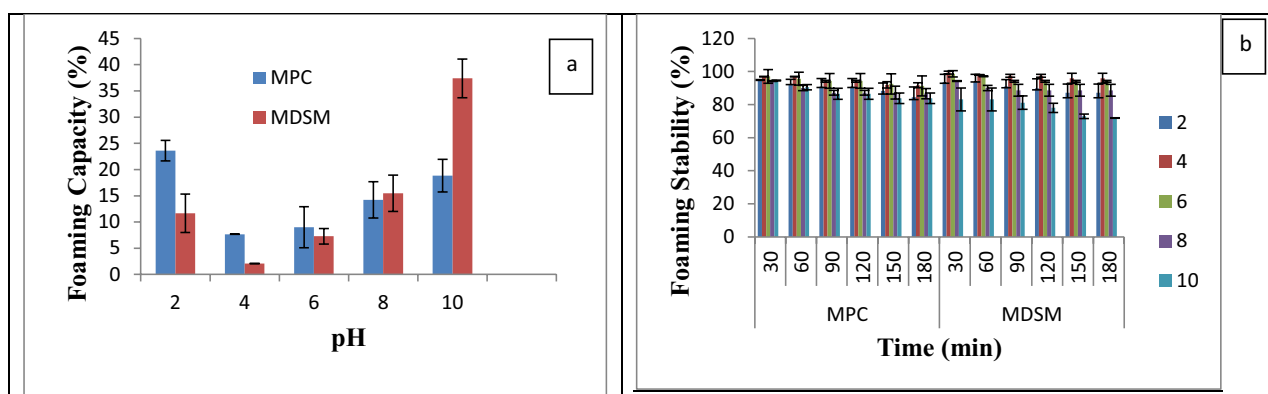 a
Foaming Capacity (%)
45
40
35
30
25
20
15
10
5
0
MPC
MDSM
2 4 6 8 10
pH
b
Foaming Stability (%)
120
100
80
60
40
20
0
30 60 90 120 150 180 30 60 90 120 150 180
MPC MDSM
Time (min)
2
4
6
8
10